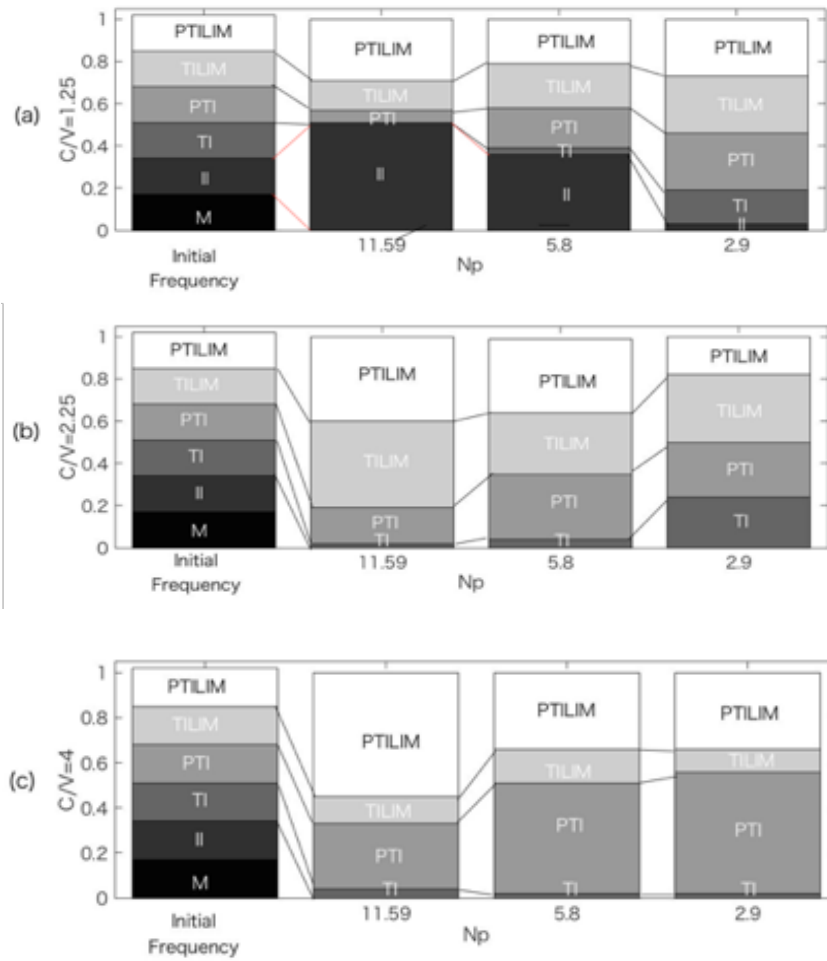 (a)
C/V=1.25
1
0.8
0.6
0.4
0.2
0
PTILIM
TILIM
PTI
TI
II
M
Initial
Frequency
PTILIM
TILIM
PTI
II
11.59
PTILIM
TILIM
PTI
TI
II
5.8
PTILIM
TILIM
PTI
TI
II
2.9
Np
(b)
C/V=2.25
1
0.8
0.6
0.4
0.2
0
PTILIM
TILIM
PTI
TI
II
M
Initial
Frequency
PTILIM
TILIM
PTI
TI
11.59
PTILIM
TILIM
PTI
TI
5.8
PTILIM
TILIM
PTI
TI
2.9
Np
(c)
C/V=4
1
0.8
0.6
0.4
0.2
0
PTILIM
TILIM
PTI
TI
II
M
Initial
Frequency
PTILIM
TILIM
PTI
TI
11.59
PTILIM
TILIM
PTI
TI
5.8
PTILIM
TILIM
PTI
TI
2.9
Np